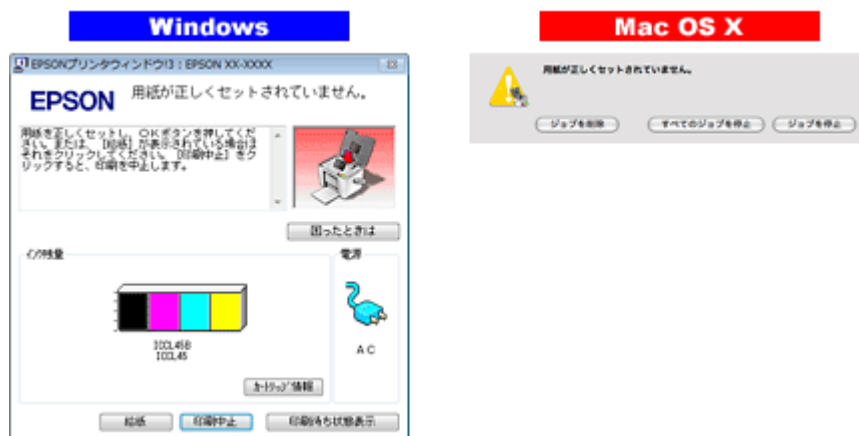 Windows
EPSONプリンタウィンドウ!3 : EPSON XX-XXXX
EPSON
用紙が正しくセットされていません。
用紙を正しくセットし、OKボタンを押してくだ
さい。または、[給紙] が表示されている場合は
それをクリックしてください。[印刷中止] をク
リックすると、印刷を中止します。
困ったときは
インク残量
ICCL45B
ICCL45
カートリッジ情報
電源
AC
給紙
印刷中止
印刷待ち状態表示
Mac OS X
用紙が正しくセットされていません。
ジョブを削除
すべてのジョブを停止
ジョブを停止